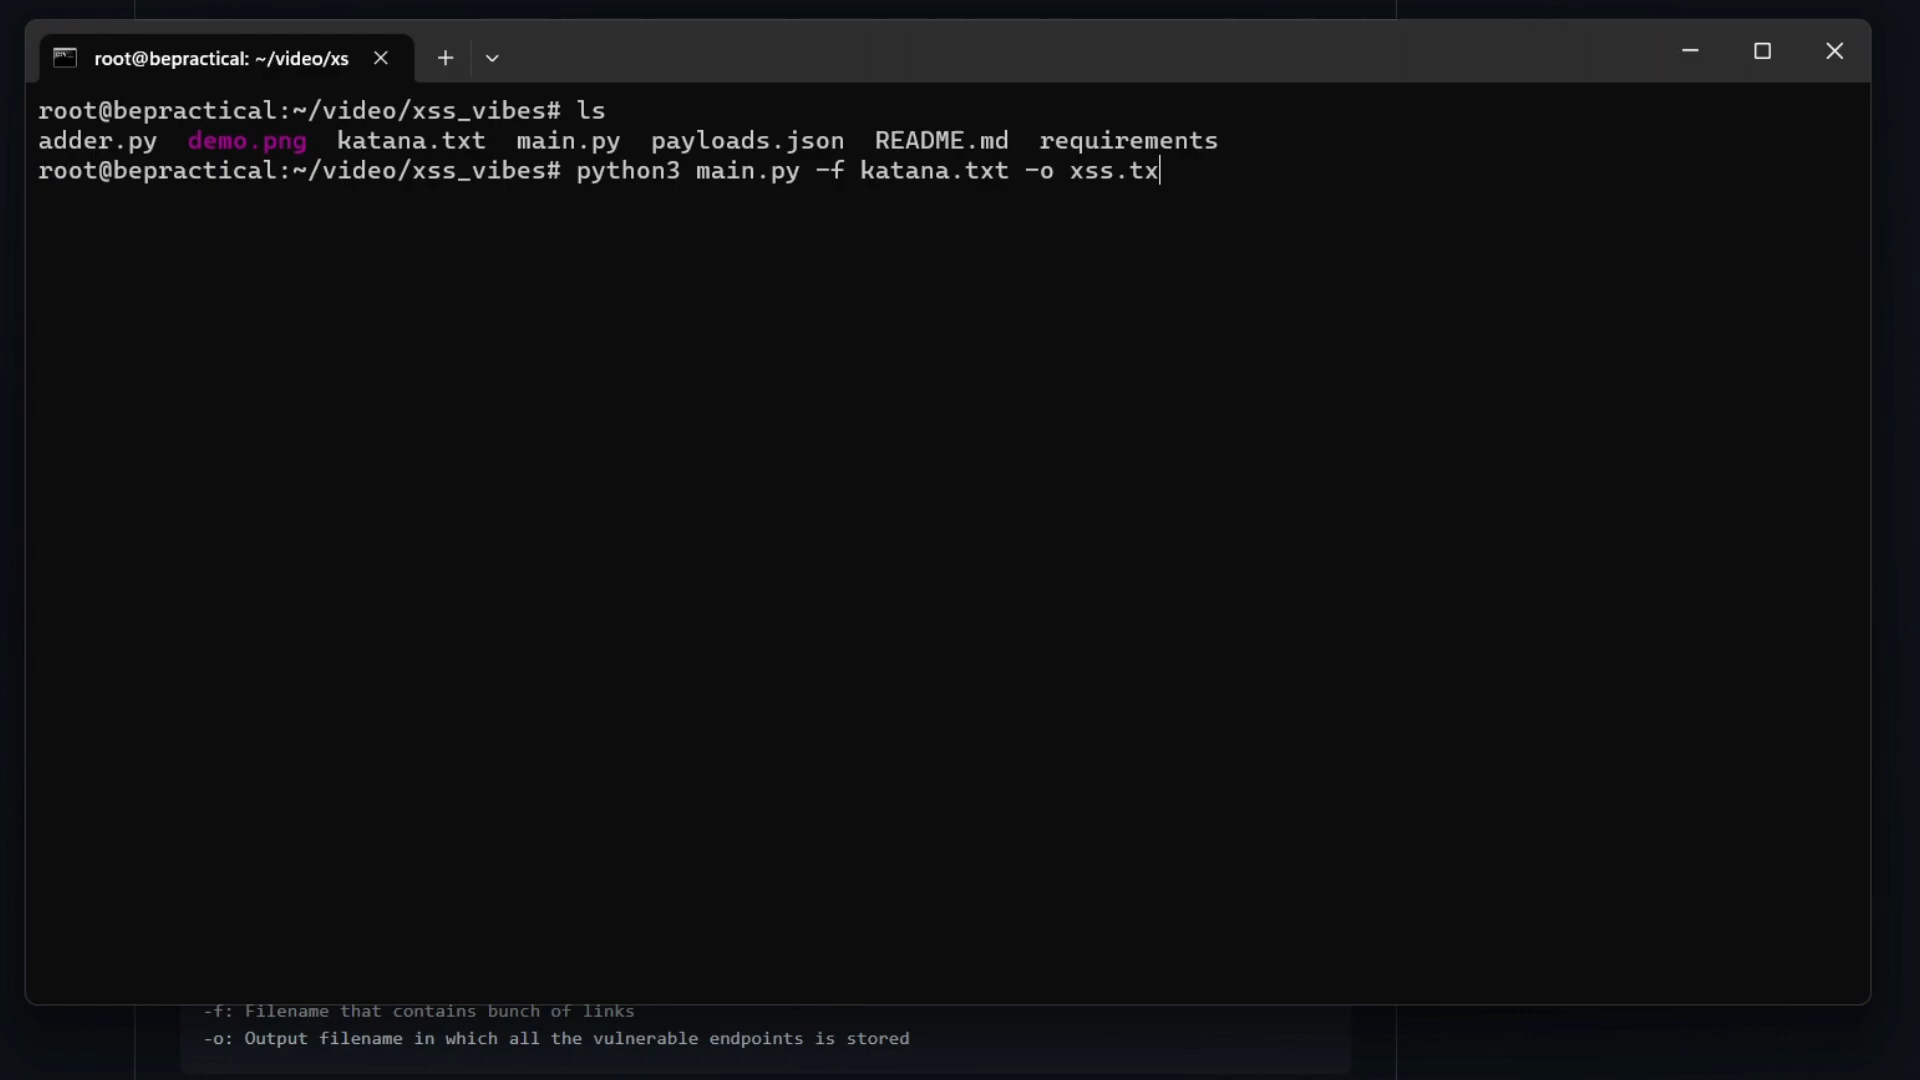 root@bepractical: ~/video/xs
root@bepractical:~/video/xss_vibes# ls
adder.py  demo.png  katana.txt  main.py  payloads.json  README.md  requirements
root@bepractical:~/video/xss_vibes# python3 main.py -f katana.txt -o xss.tx
-f: Filename that contains bunch of links
-o: Output filename in which all the vulnerable endpoints is stored